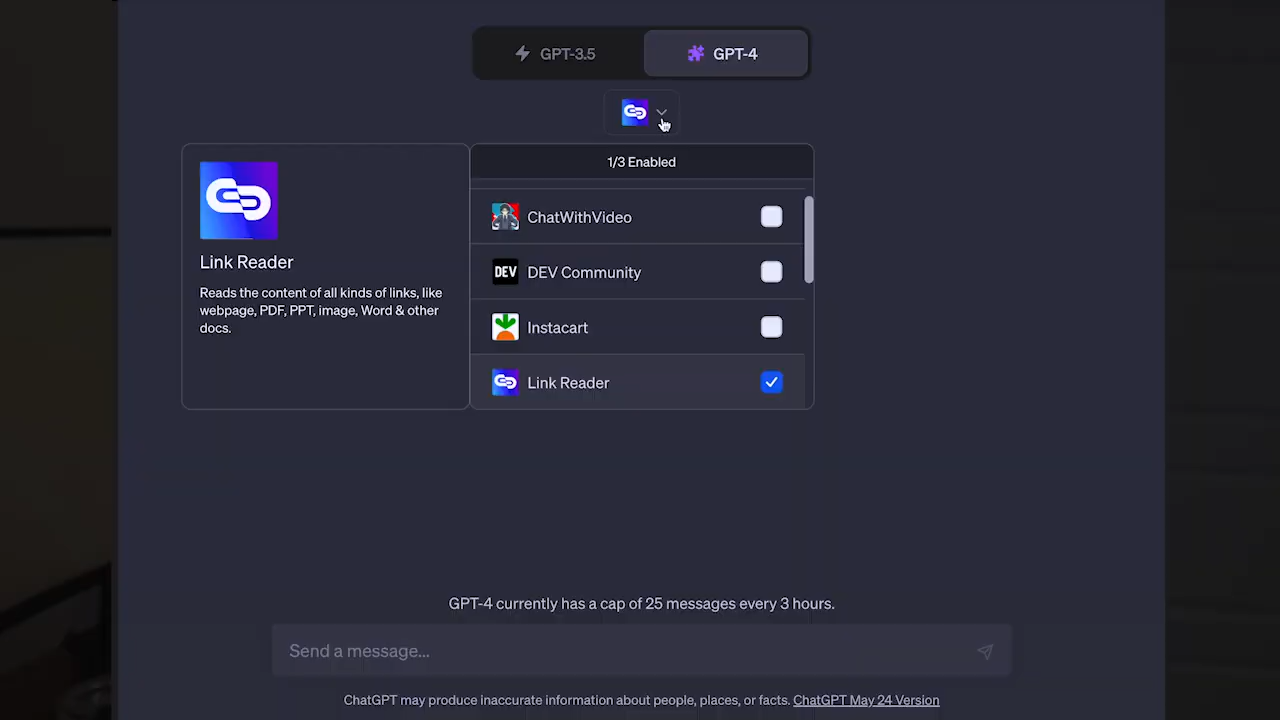 GPT-3.5
GPT-4
1/3 Enabled
Link Reader
Reads the content of all kinds of links, like
webpage, PDF, PPT, image, Word & other
docs.
ChatWithVideo
DEV
DEV Community
Instacart
Link Reader
GPT-4 currently has a cap of 25 messages every 3 hours.
Send a message...
ChatGPT may produce inaccurate information about people, places, or facts. ChatGPT May 24 Version